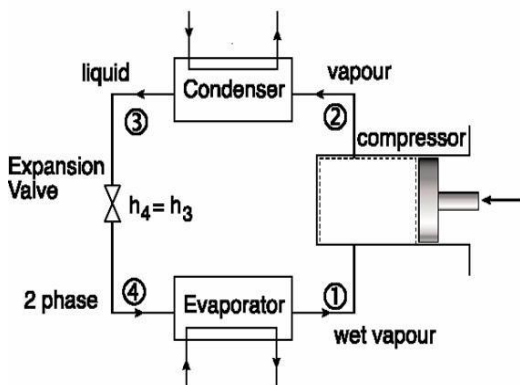 liquid
vapour
Condenser
③
②
compressor
Expansion
Valve
h₄ = h₃
2 phase
④
Evaporator
①
wet vapour